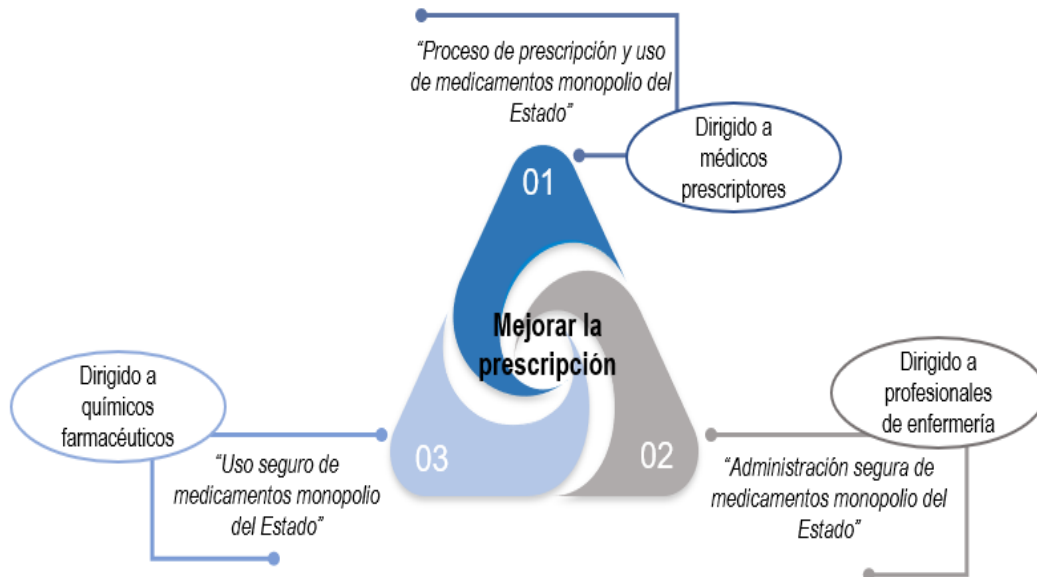 “Proceso de prescripción y uso
de medicamentos monopolio del
Estado”
Dirigido a
médicos
prescriptores
01
Mejorar la
prescripción
Dirigido a
químicos
farmacéuticos
Dirigido a
profesionales
de enfermería
03
02
“Uso seguro de
medicamentos monopolio
del Estado”
“Administración segura de
medicamentos monopolio del
Estado”